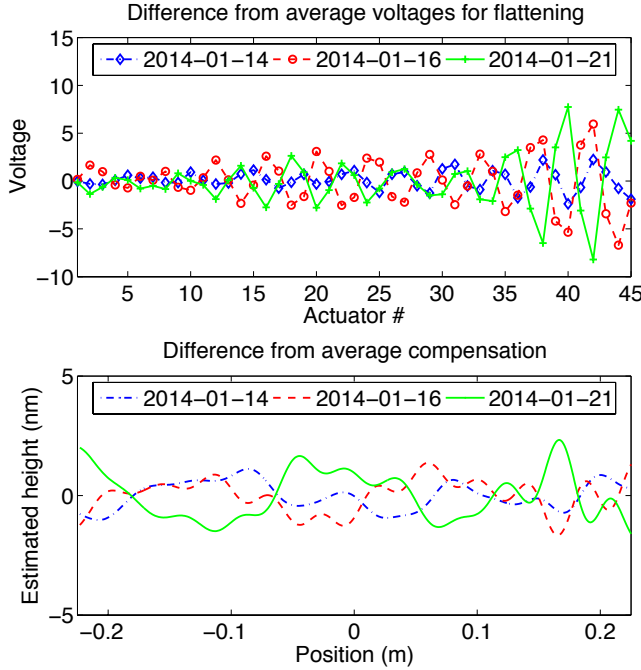 Difference from average voltages for flattening
15
10
5
0
−5
−10
Voltage
2014−01−14 2014−01−16 2014−01−21
5 10 15 20 25 30 35 40 45
Actuator #
Difference from average compensation
5
0
−5
Estimated height (nm)
2014−01−14 2014−01−16 2014−01−21
−0.2 −0.1 0 0.1 0.2
Position (m)